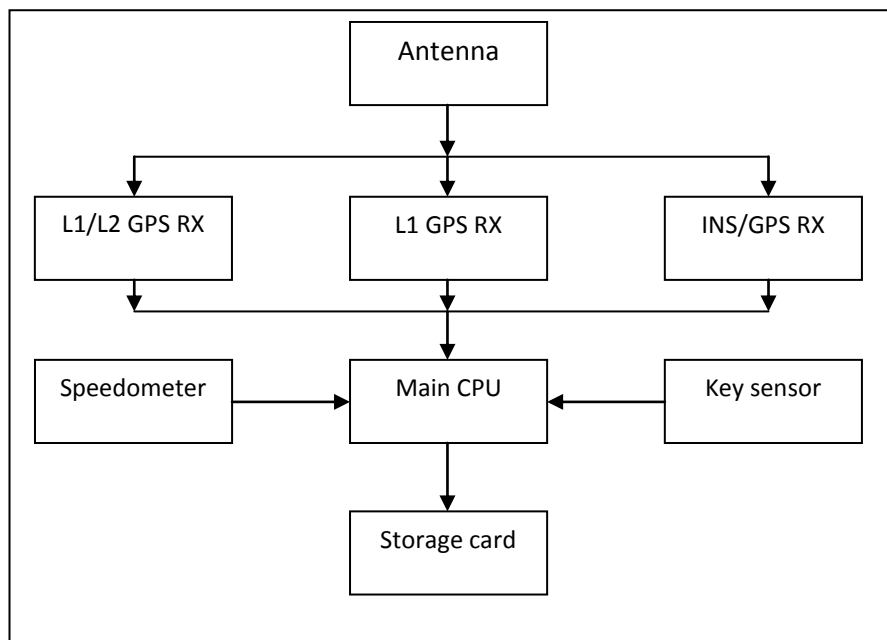 Antenna
L1/L2 GPS RX
L1 GPS RX
INS/GPS RX
Speedometer
Main CPU
Key sensor
Storage card